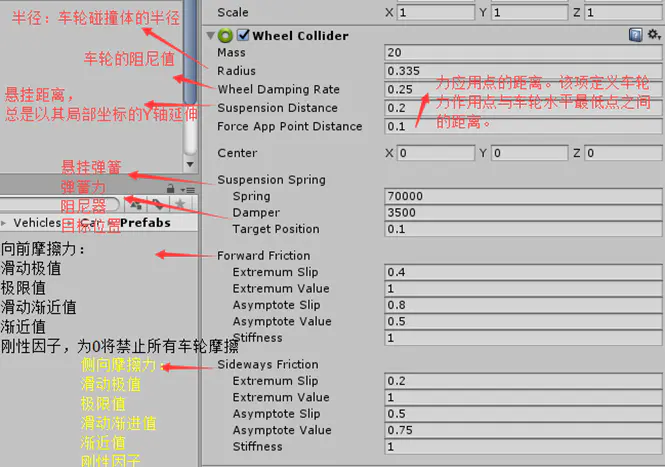 Scale X 1 Y 1 Z 1
半径：车轮碰撞体的半径
Wheel Collider
Mass 20
车轮的阻尼值
Radius 0.335
Wheel Damping Rate 0.25
悬挂距离，
总是以其局部坐标的Y轴延伸
Suspension Distance 0.2
Force App Point Distance 0.1
力应用点的距离。该项定义车轮
力作用点与车轮水平最低点之间
的距离。
Center X 0 Y 0 Z 0
悬挂弹簧
弹簧力
阻尼器
目标位置
Suspension Spring
Spring 70000
Damper 3500
Target Position 0.1
Vehicles Prefabs
向前摩擦力：
滑动极值
极限值
滑动渐近值
渐近值
刚性因子，为0将禁止所有车轮摩擦
Forward Friction
Extremum Slip 0.4
Extremum Value 1
Asymptote Slip 0.8
Asymptote Value 0.5
Stiffness 1
侧向摩擦力：
滑动极值
极限值
滑动渐进值
渐近值
刚性因子
Sideways Friction
Extremum Slip 0.2
Extremum Value 1
Asymptote Slip 0.5
Asymptote Value 0.75
Stiffness 1